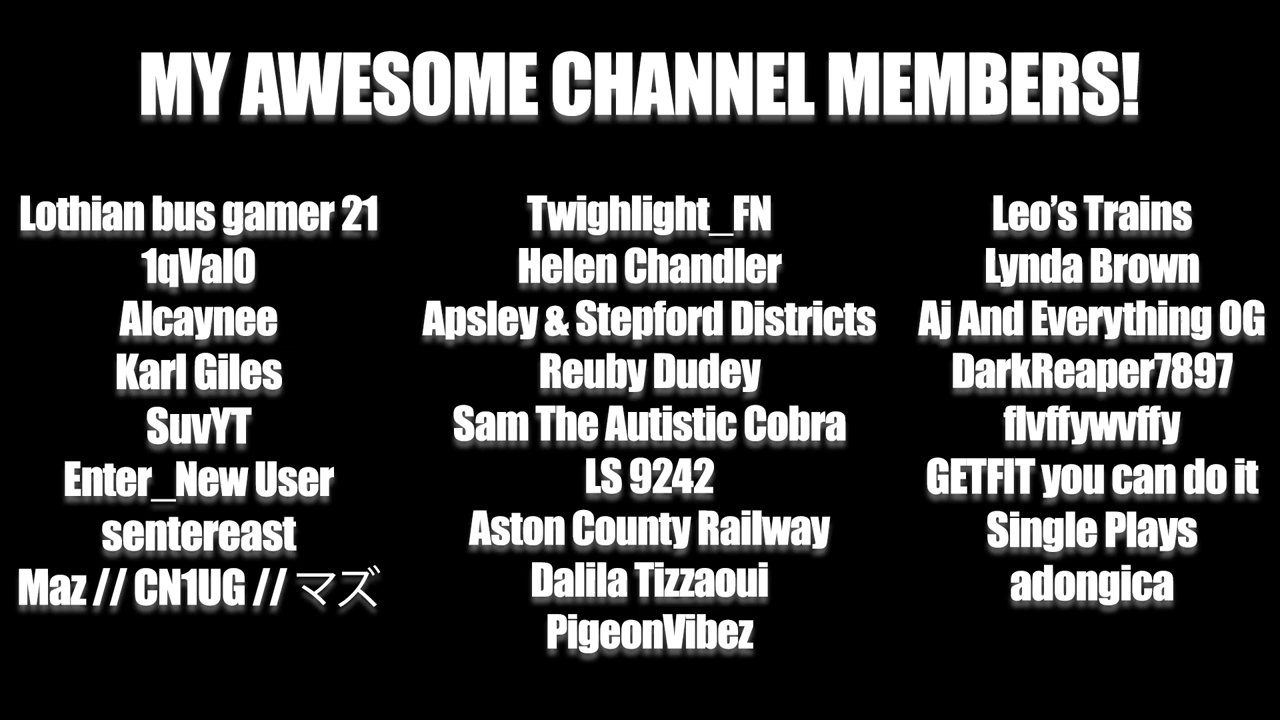 MY AWESOME CHANNEL MEMBERS!
Lothian bus gamer 21
1qVal0
Alcaynee
Karl Giles
SuvYT
Enter_New User
sentereast
Maz // CN1UG // マズ
Twighlight_FN
Helen Chandler
Apsley & Stepford Districts
Reuby Dudey
Sam The Autistic Cobra
LS 9242
Aston County Railway
Dalila Tizzaoui
PigeonVibez
Leo’s Trains
Lynda Brown
Aj And Everything OG
DarkReaper7897
flvffywvffy
GETFIT you can do it
Single Plays
adongica